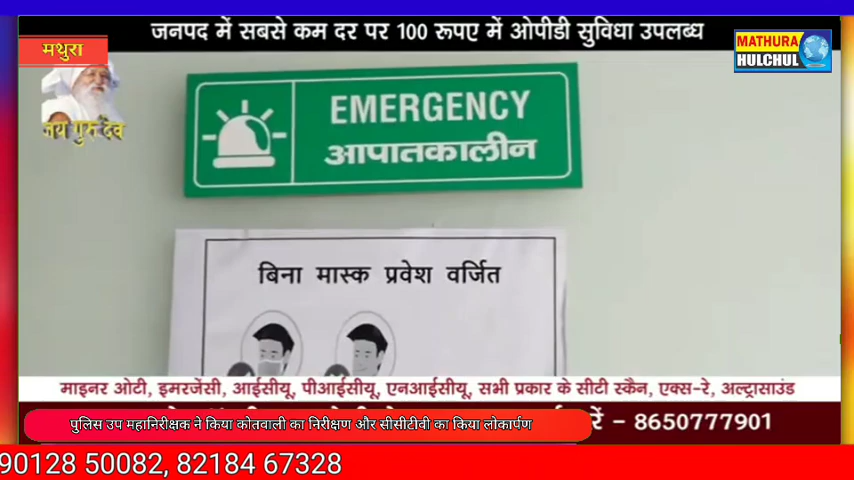 जनपद में सबसे कम दर पर 100 रूपए में ओपीडी सुविधा उपलब्ध
मथुरा
MATHURA
HULCHUL
जय गुरु देव
EMERGENCY
आपातकालीन
बिना मास्क प्रवेश वर्जित
माइनर ओटी, इमरजेंसी, आईसीयू, पीआईसीयू, एनआईसीयू, सभी प्रकार के सीटी स्कैन, एक्स-रे, अल्ट्रासाउंड
रें - 8650777901
पुलिस उप महानिरीक्षक ने किया कोतवाली का निरीक्षण और सीसीटीवी का किया लोकार्पण
90128 50082, 82184 67328